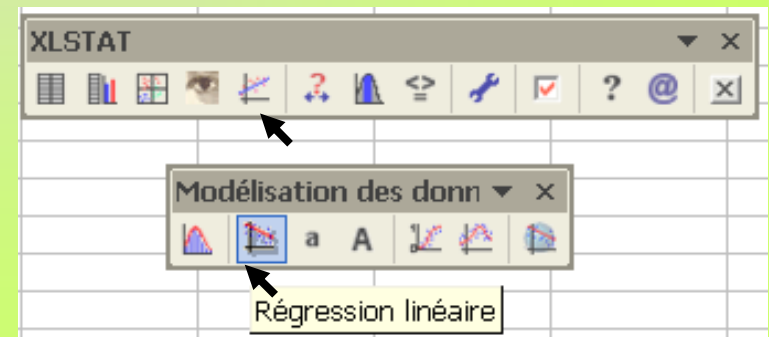 XLSTAT
? @
Modélisation des donn
a A
Régression linéaire